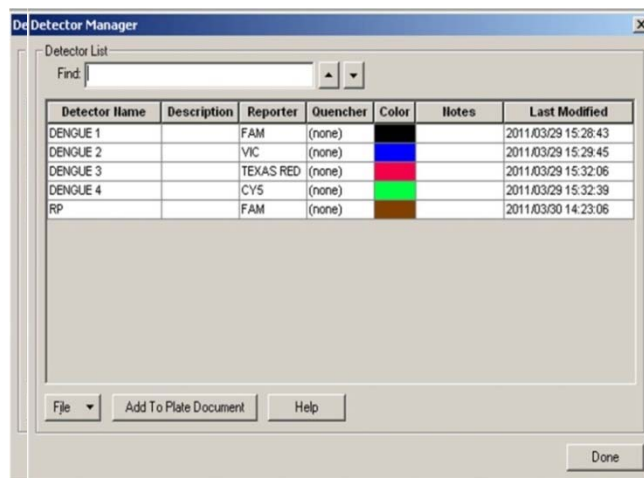 De Detector Manager
Detector List
Find:
Detector Name Description Reporter Quencher Color Notes Last Modified
DENGUE 1 FAM (none) 2011/03/29 15:28:43
DENGUE 2 VIC (none) 2011/03/29 15:29:45
DENGUE 3 TEXAS RED (none) 2011/03/29 15:32:06
DENGUE 4 CY5 (none) 2011/03/29 15:32:39
RP FAM (none) 2011/03/30 14:23:06
File Add To Plate Document Help
Done